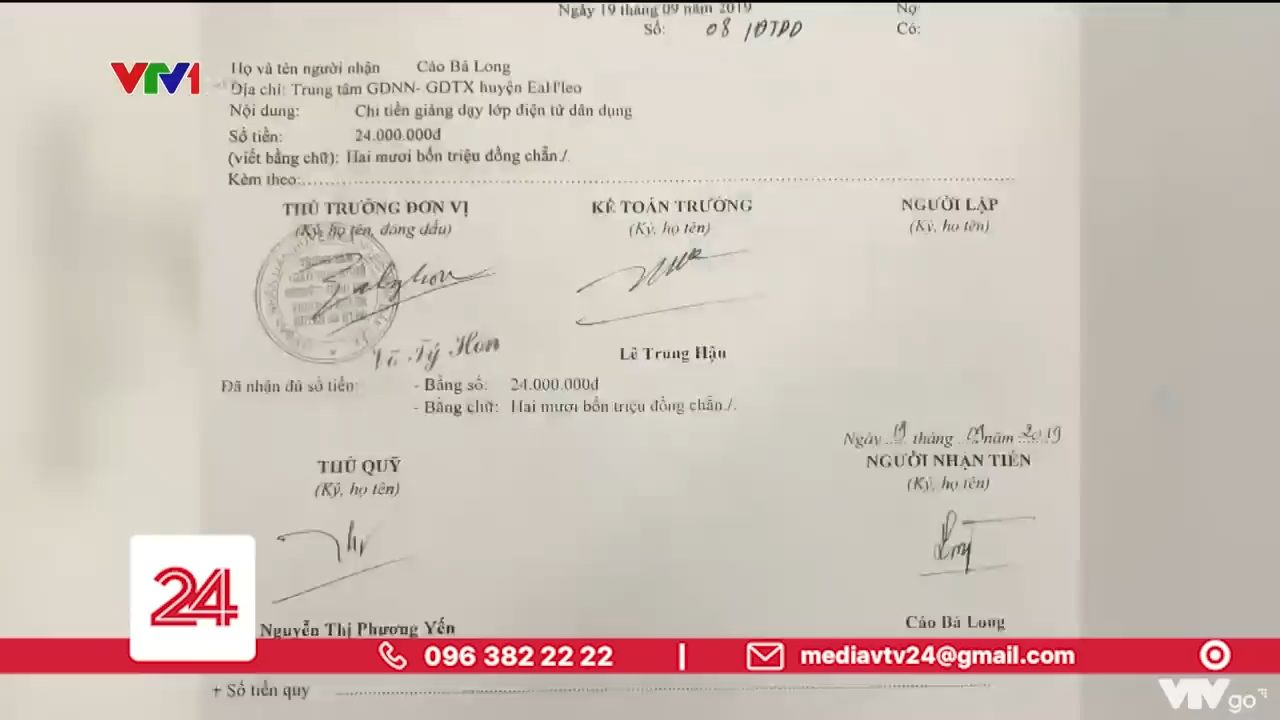 Ngày 19 tháng 09 năm 2019
Nợ:
Số: 08 /ĐTDD
Có:
VTV1
Họ và tên người nhận Cáo Bá Long
Địa chỉ: Trung tâm GDNN- GDTX huyện EaH'leo
Nội dung: Chi tiền giảng dạy lớp điện tử dân dụng
Số tiền: 24.000.000đ
(viết bằng chữ): Hai mươi bốn triệu đồng chẵn./.
Kèm theo:
THỦ TRƯỞNG ĐƠN VỊ KẾ TOÁN TRƯỞNG NGƯỜI LẬP
(Ký, họ tên, đóng dấu) (Ký, họ tên) (Ký, họ tên)
Võ Tý Hon
Lê Trung Hậu
Đã nhận đủ số tiền: - Bằng số: 24.000.000đ
- Bằng chữ: Hai mươi bốn triệu đồng chẵn./.
Ngày 19 tháng 09 năm 2019
THỦ QUỸ NGƯỜI NHẬN TIỀN
(Ký, họ tên) (Ký, họ tên)
24
Nguyễn Thị Phương Yến Cáo Bá Long
096 382 22 22 | mediavtv24@gmail.com
+ Số tiền quy
VTVgo